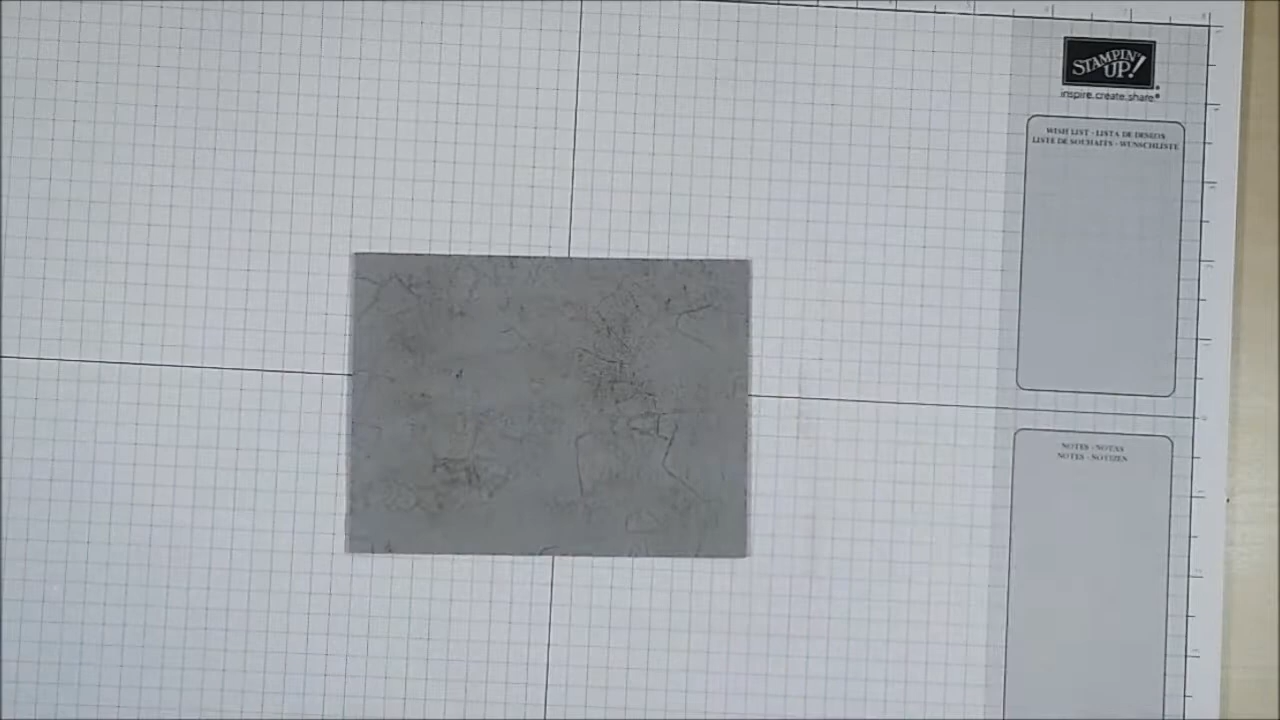 STAMPIN' UP!
inspire.create.share
WISH LIST · LISTA DE DESEOS
LISTE DE SOUHAITS · WUNSCHLISTE
NOTES · NOTAS
NOTES · NOTIZEN